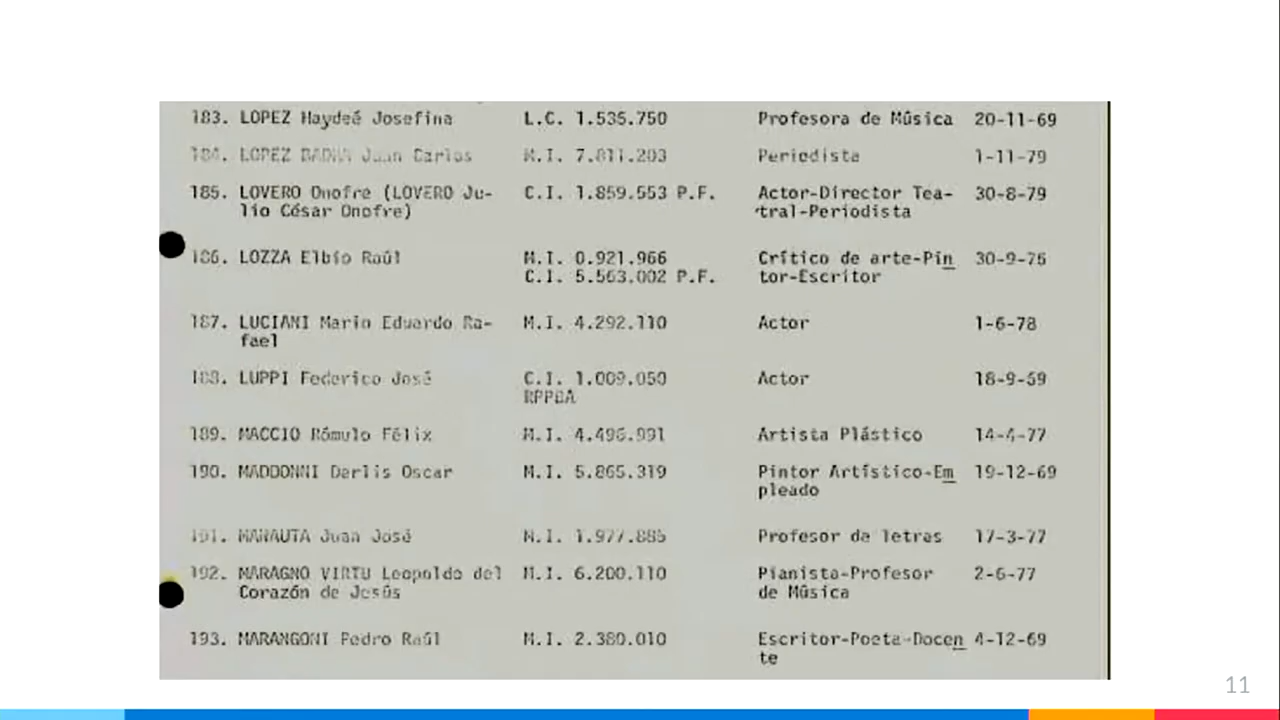 183. LOPEZ Haydeé Josefina L.C. 1.535.750 Profesora de Música 20-11-69
184. LOPEZ Juan Carlos M.I. 7.811.203 Periodista 1-11-79
185. LOVERO Onofre (LOVERO Ju- C.I. 1.859.553 P.F. Actor-Director Tea- 30-8-79
lio César Onofre) tral-Periodista
186. LOZZA Elbio Raúl M.I. 0.921.966 Crítico de arte-Pin 30-9-75
C.I. 5.563.002 P.F. tor-Escritor
187. LUCIANI Mario Eduardo Ra- M.I. 4.292.110 Actor 1-6-78
fael
188. LUPPI Federico José C.I. 1.009.050 Actor 18-9-69
RPPBA
189. MACCIO Rómulo Félix M.I. 4.496.991 Artista Plástico 14-4-77
190. MADDONNI Darlis Oscar M.I. 5.865.319 Pintor Artístico-Em 19-12-69
pleado
191. MANAUTA Juan José M.I. 1.977.885 Profesor de letras 17-3-77
192. MARAGNO VIRTU Leopoldo del M.I. 6.200.110 Pianista-Profesor 2-6-77
Corazón de Jesús de Música
193. MARANGONI Pedro Raúl M.I. 2.380.010 Escritor-Poeta-Docen 4-12-69
te
11